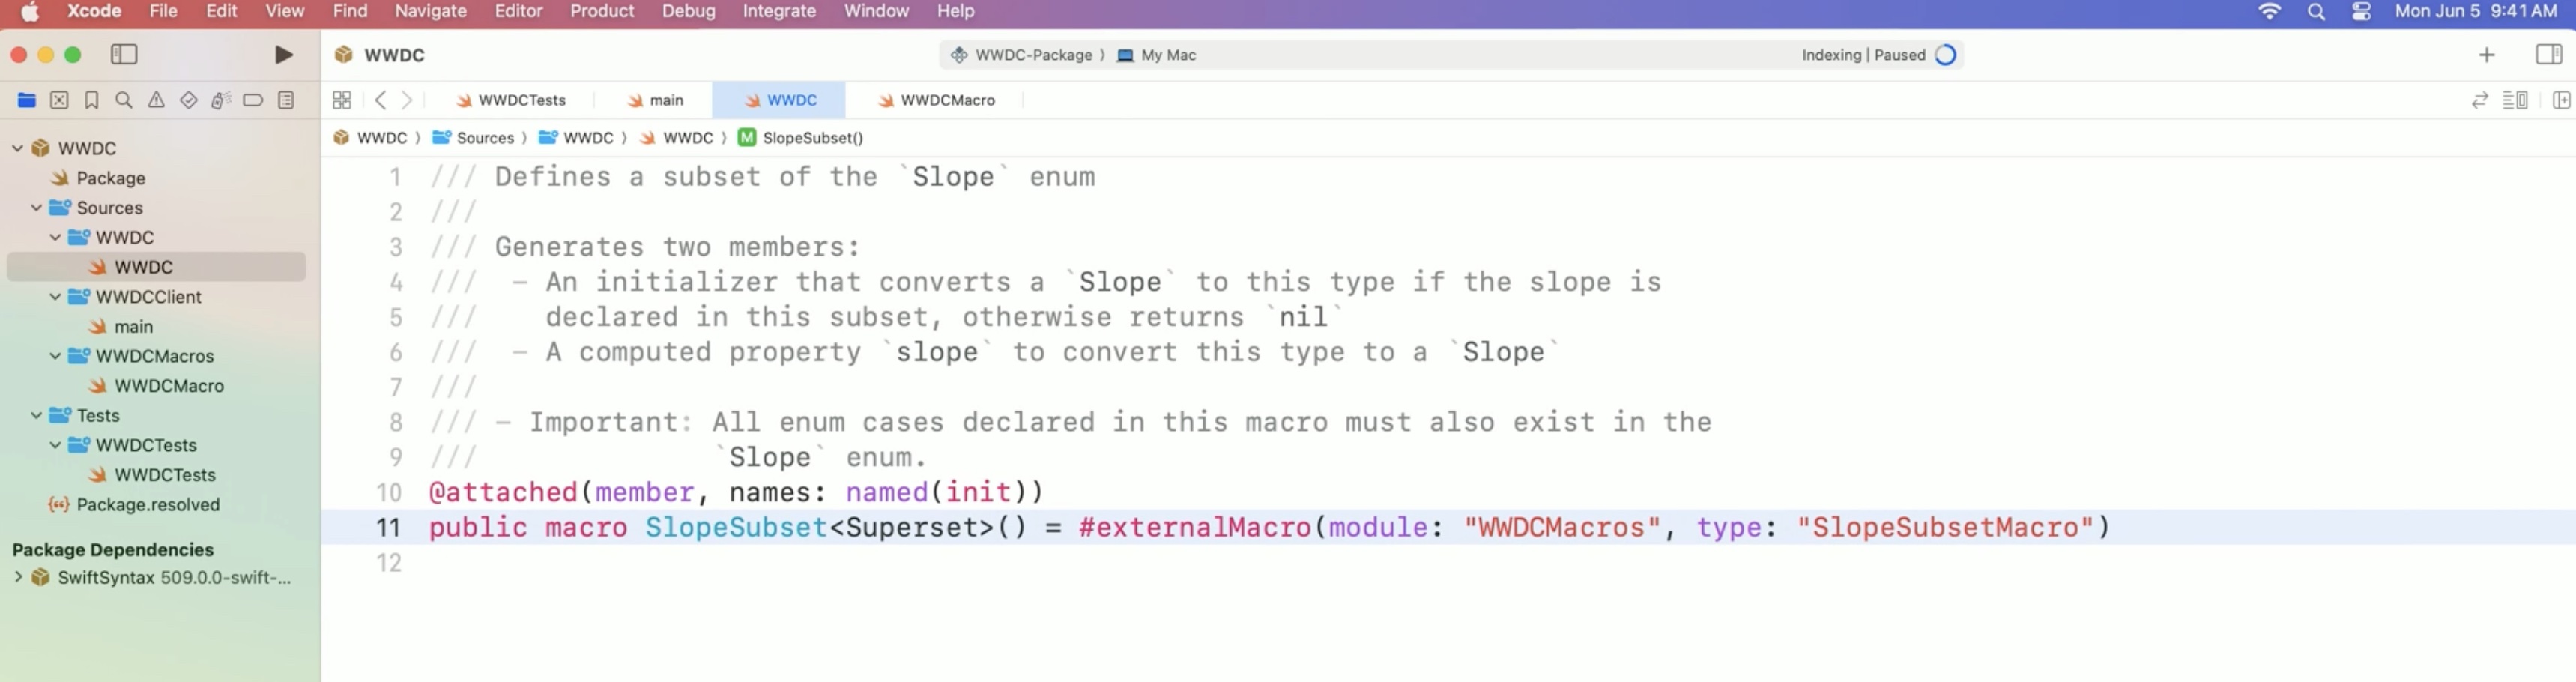 Xcode File Edit View Find Navigate Editor Product Debug Integrate Window Help Mon Jun 5 9:41 AM
WWDC WWDC-Package My Mac Indexing | Paused
WWDCTests main WWDC WWDCMacro
WWDC Sources WWDC WWDC M SlopeSubset()
WWDC
Package
Sources
WWDC
WWDC
WWDCClient
main
WWDCMacros
WWDCMacro
Tests
WWDCTests
WWDCTests
Package.resolved
Package Dependencies
SwiftSyntax 509.0.0-swift-...
1 /// Defines a subset of the `Slope` enum
2 ///
3 /// Generates two members:
4 ///  – An initializer that converts a `Slope` to this type if the slope is
5 ///    declared in this subset, otherwise returns `nil`
6 ///  – A computed property `slope` to convert this type to a `Slope`
7 ///
8 /// – Important: All enum cases declared in this macro must also exist in the
9 ///              `Slope` enum.
10 @attached(member, names: named(init))
11 public macro SlopeSubset<Superset>() = #externalMacro(module: "WWDCMacros", type: "SlopeSubsetMacro")
12